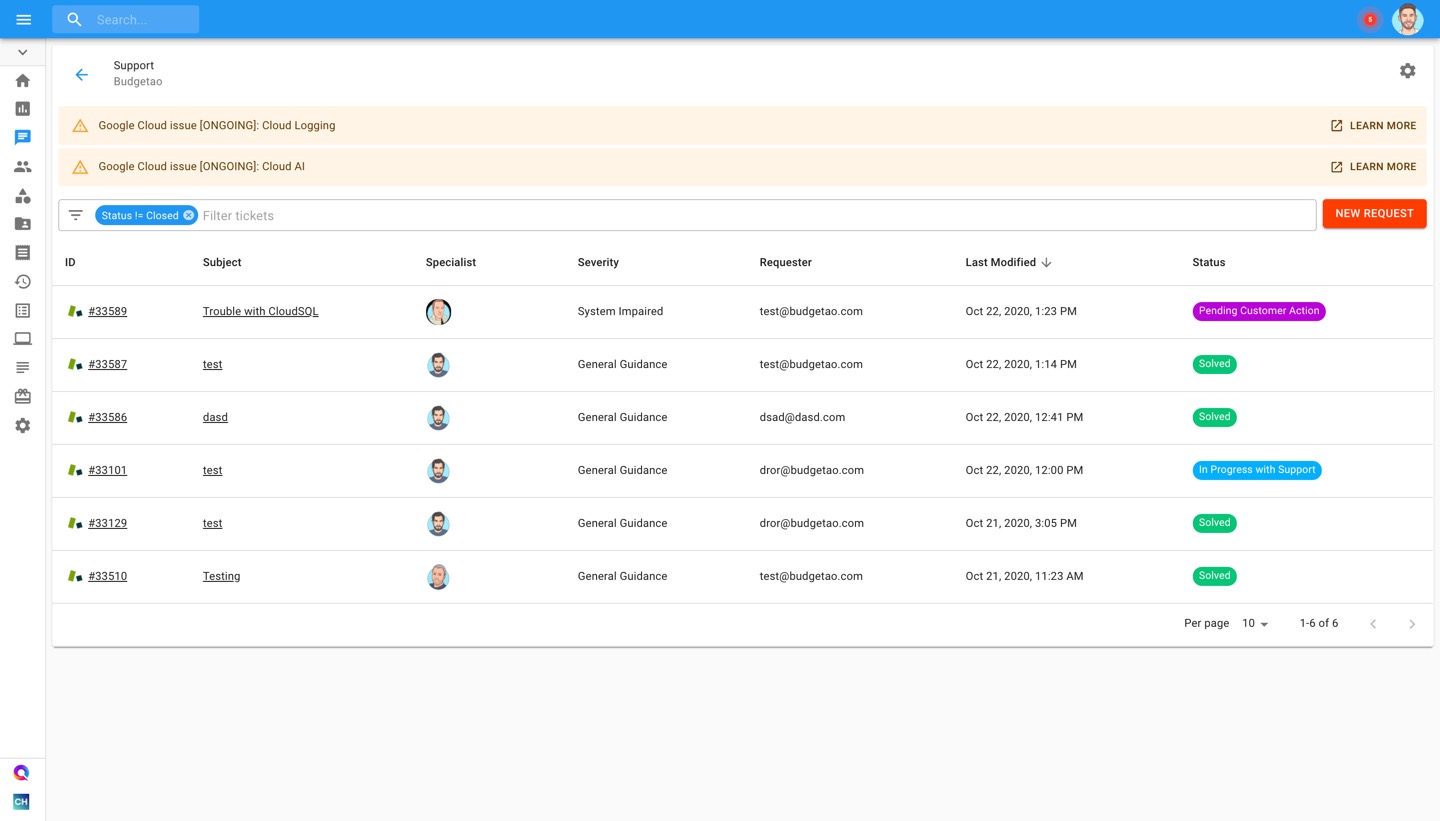 Search...
5
Support
Budgetao
Google Cloud issue [ONGOING]: Cloud Logging
LEARN MORE
Google Cloud issue [ONGOING]: Cloud AI
LEARN MORE
Status != Closed
Filter tickets
NEW REQUEST
ID Subject Specialist Severity Requester Last Modified Status
#33589 Trouble with CloudSQL System Impaired test@budgetao.com Oct 22, 2020, 1:23 PM Pending Customer Action
#33587 test General Guidance test@budgetao.com Oct 22, 2020, 1:14 PM Solved
#33586 dasd General Guidance dsad@dasd.com Oct 22, 2020, 12:41 PM Solved
#33101 test General Guidance dror@budgetao.com Oct 22, 2020, 12:00 PM In Progress with Support
#33129 test General Guidance dror@budgetao.com Oct 21, 2020, 3:05 PM Solved
#33510 Testing General Guidance test@budgetao.com Oct 21, 2020, 11:23 AM Solved
Per page 10 1-6 of 6
CH